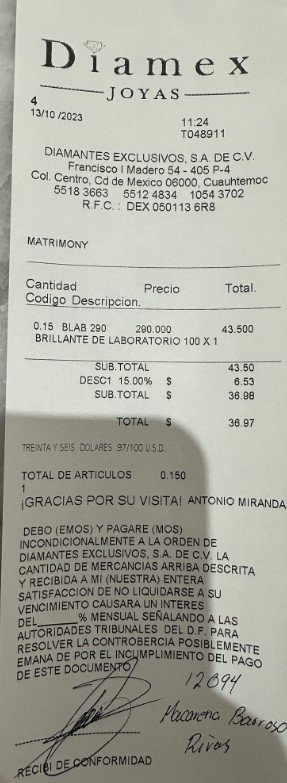 Diamex
JOYAS
4
13/10 /2023
11:24
T048911
DIAMANTES EXCLUSIVOS, S.A. DE C.V.
Francisco I Madero 54 - 405 P-4
Col. Centro, Cd de Mexico 06000, Cuauhtemoc
5518 3663 5512 4834 1054 3702
R.F.C. : DEX 050113 6R8
MATRIMONY
Cantidad Precio Total.
Codigo Descripcion.
0.15 BLAB 290 290.000 43.500
BRILLANTE DE LABORATORIO 100 X 1
SUB.TOTAL 43.50
DESC1 15.00% $ 6.53
SUB.TOTAL $ 36.98
TOTAL $ 36.97
TREINTA Y SEIS DOLARES 97/100 U.S.D.
TOTAL DE ARTICULOS 0.150
1
¡GRACIAS POR SU VISITA! ANTONIO MIRANDA
DEBO (EMOS) Y PAGARE (MOS)
INCONDICIONALMENTE A LA ORDEN DE
DIAMANTES EXCLUSIVOS, S.A. DE C.V. LA
CANTIDAD DE MERCANCIAS ARRIBA DESCRITA
Y RECIBIDA A MI (NUESTRA) ENTERA
SATISFACCION DE NO LIQUIDARSE A SU
VENCIMIENTO CAUSARA UN INTERES
DEL_____% MENSUAL SEÑALANDO A LAS
AUTORIDADES TRIBUNALES DEL D.F. PARA
RESOLVER LA CONTROBERCIA POSIBLEMENTE
EMANA DE POR EL INCUMPLIMIENTO DEL PAGO
DE ESTE DOCUMENTO
12094
Macarena Barroso
Rivas
RECIBI DE CONFORMIDAD